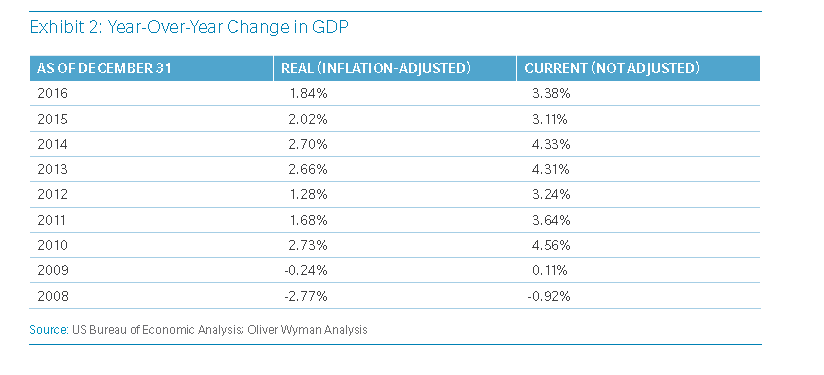 Exhibit 2: Year-Over-Year Change in GDP
AS OF DECEMBER 31 REAL (INFLATION-ADJUSTED) CURRENT (NOT ADJUSTED)
2016 1.84% 3.38%
2015 2.02% 3.11%
2014 2.70% 4.33%
2013 2.66% 4.31%
2012 1.28% 3.24%
2011 1.68% 3.64%
2010 2.73% 4.56%
2009 -0.24% 0.11%
2008 -2.77% -0.92%
Source: US Bureau of Economic Analysis; Oliver Wyman Analysis